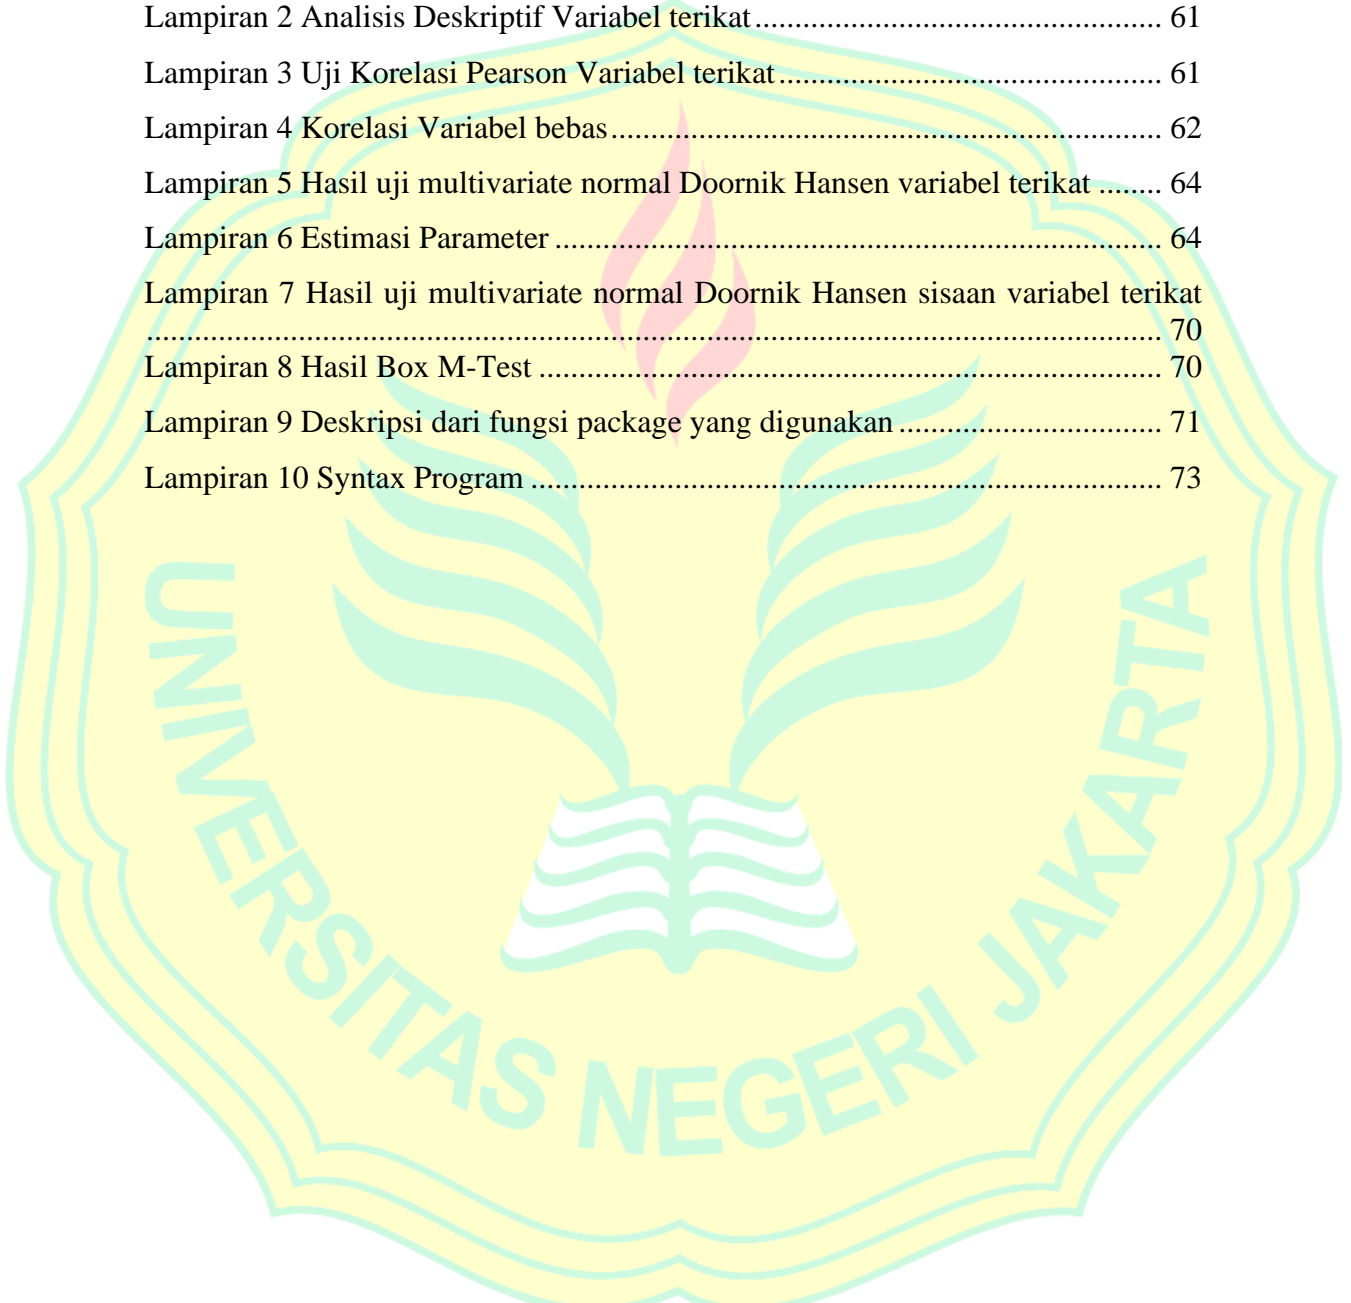 Lampiran 2 Analisis Deskriptif Variabel terikat.................................................... 61
Lampiran 3 Uji Korelasi Pearson Variabel terikat................................................. 61
Lampiran 4 Korelasi Variabel bebas...................................................................... 62
Lampiran 5 Hasil uji multivariate normal Doornik Hansen variabel terikat ........ 64
Lampiran 6 Estimasi Parameter ............................................................................. 64
Lampiran 7 Hasil uji multivariate normal Doornik Hansen sisaan variabel terikat
................................................................................................................................. 70
Lampiran 8 Hasil Box M-Test ............................................................................... 70
Lampiran 9 Deskripsi dari fungsi package yang digunakan ................................. 71
Lampiran 10 Syntax Program ................................................................................ 73
UNIVERSITAS NEGERI JAKARTA